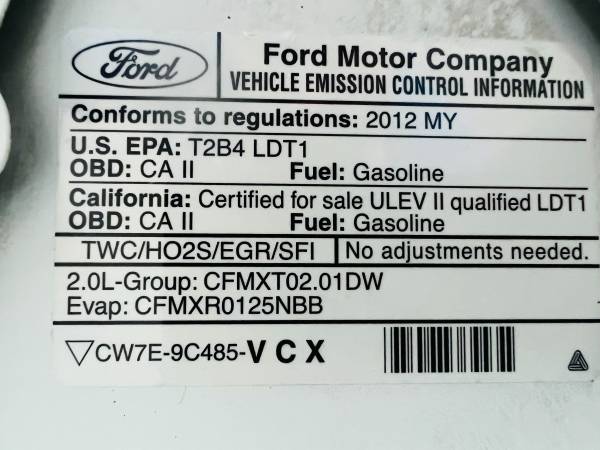 Ford
Ford Motor Company
VEHICLE EMISSION CONTROL INFORMATION
Conforms to regulations: 2012 MY
U.S. EPA: T2B4 LDT1
OBD: CA II Fuel: Gasoline
California: Certified for sale ULEV II qualified LDT1
OBD: CA II Fuel: Gasoline
TWC/HO2S/EGR/SFI No adjustments needed.
2.0L-Group: CFMXT02.01DW
Evap: CFMXR0125NBB
▽CW7E-9C485-VCX